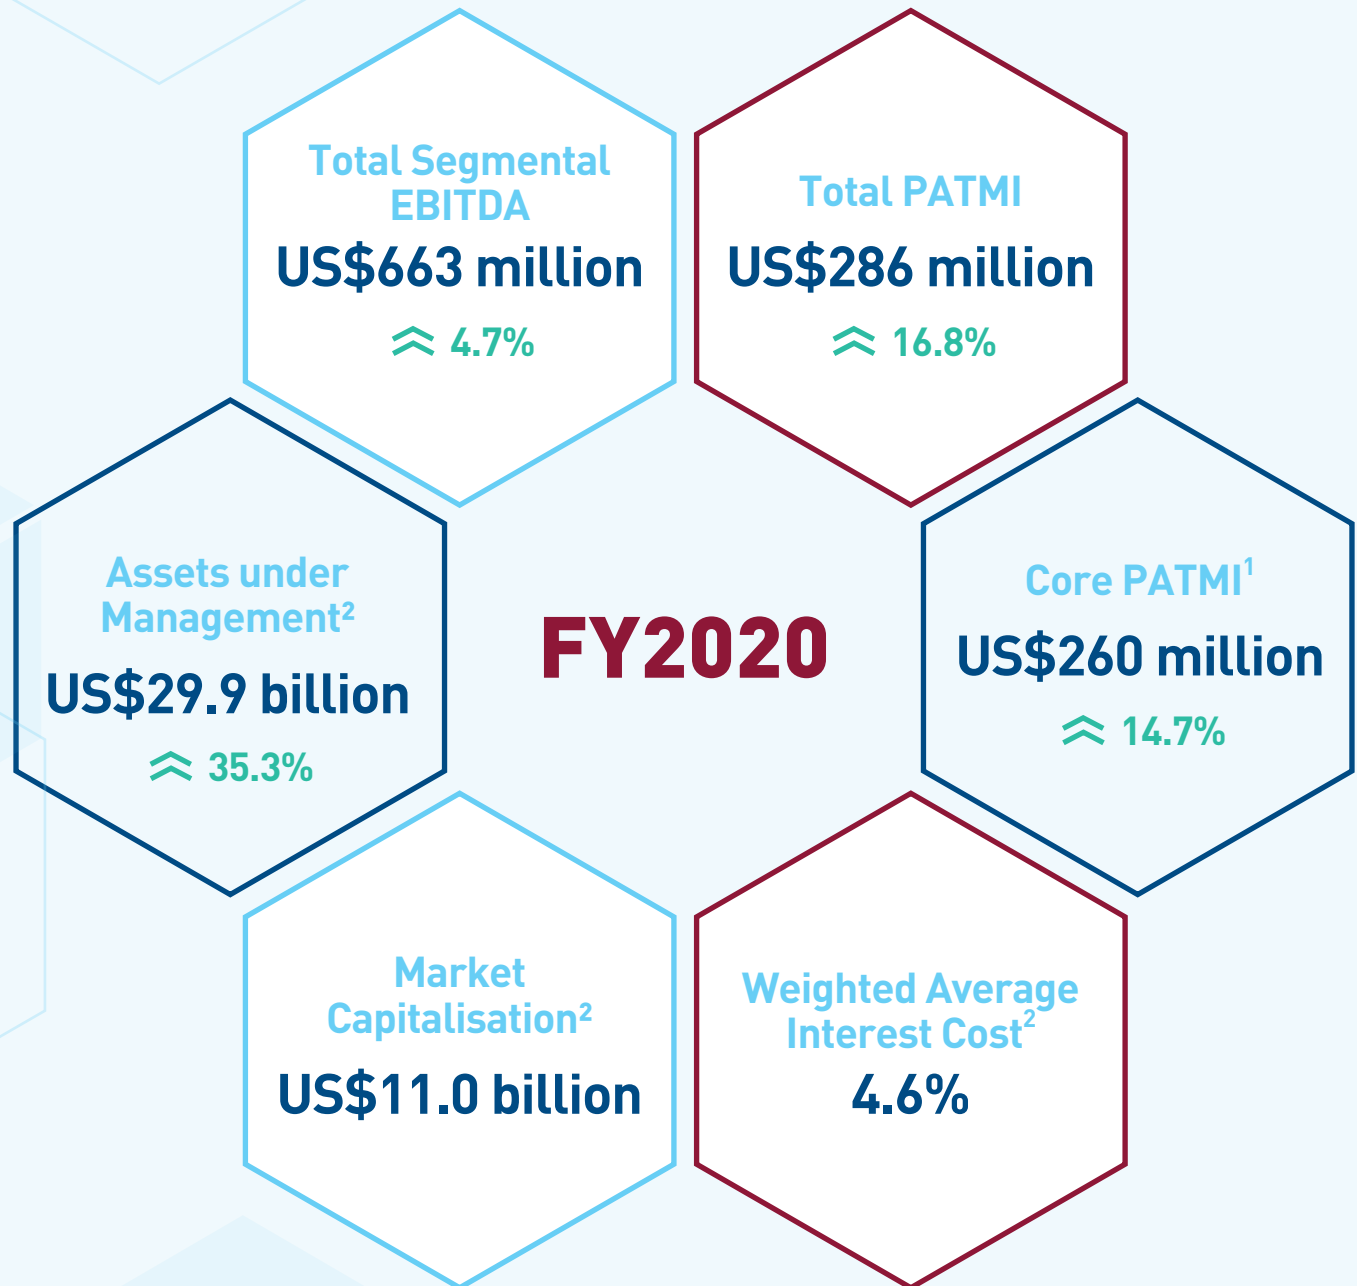 Total Segmental
EBITDA
US$663 million
4.7%
Total PATMI
US$286 million
16.8%
Assets under
Management²
US$29.9 billion
35.3%
FY2020
Core PATMI¹
US$260 million
14.7%
Market
Capitalisation²
US$11.0 billion
Weighted Average
Interest Cost²
4.6%